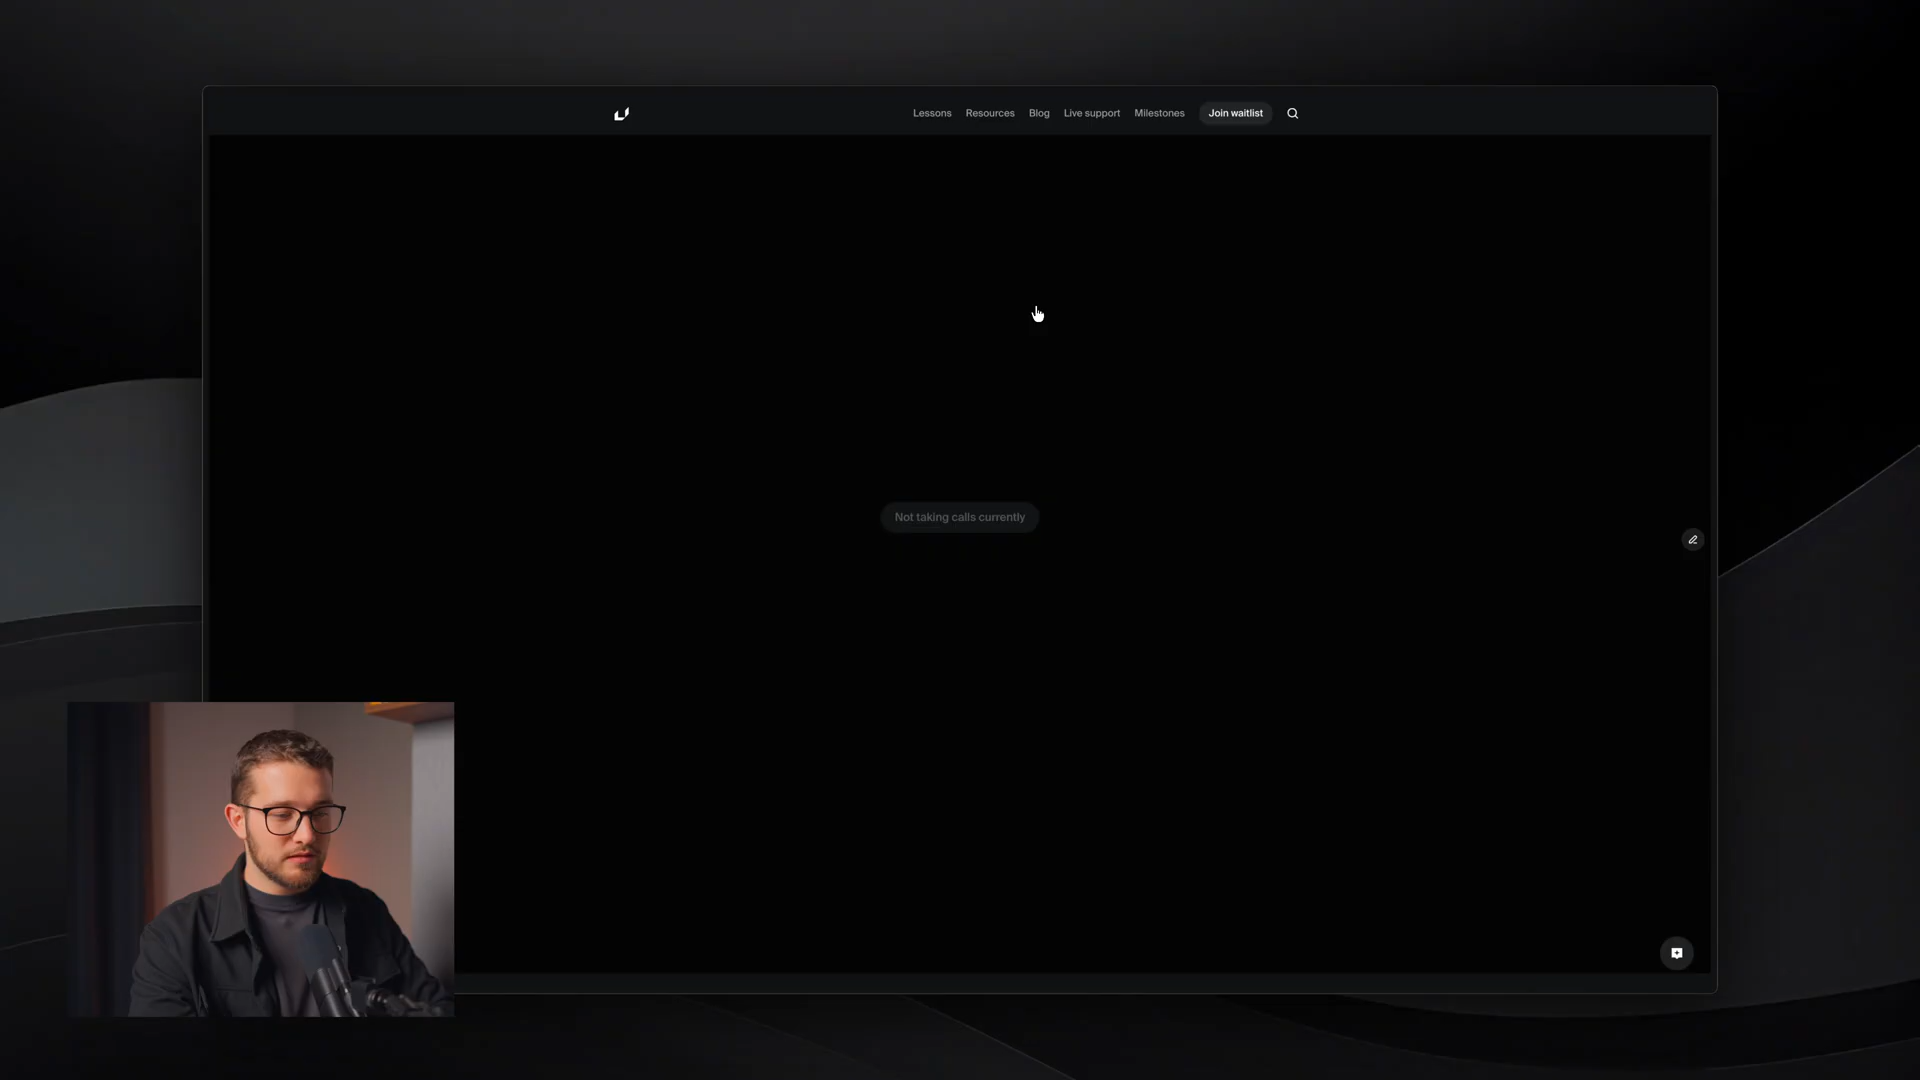 Lessons Resources Blog Live support Milestones Join waitlist
Not taking calls currently